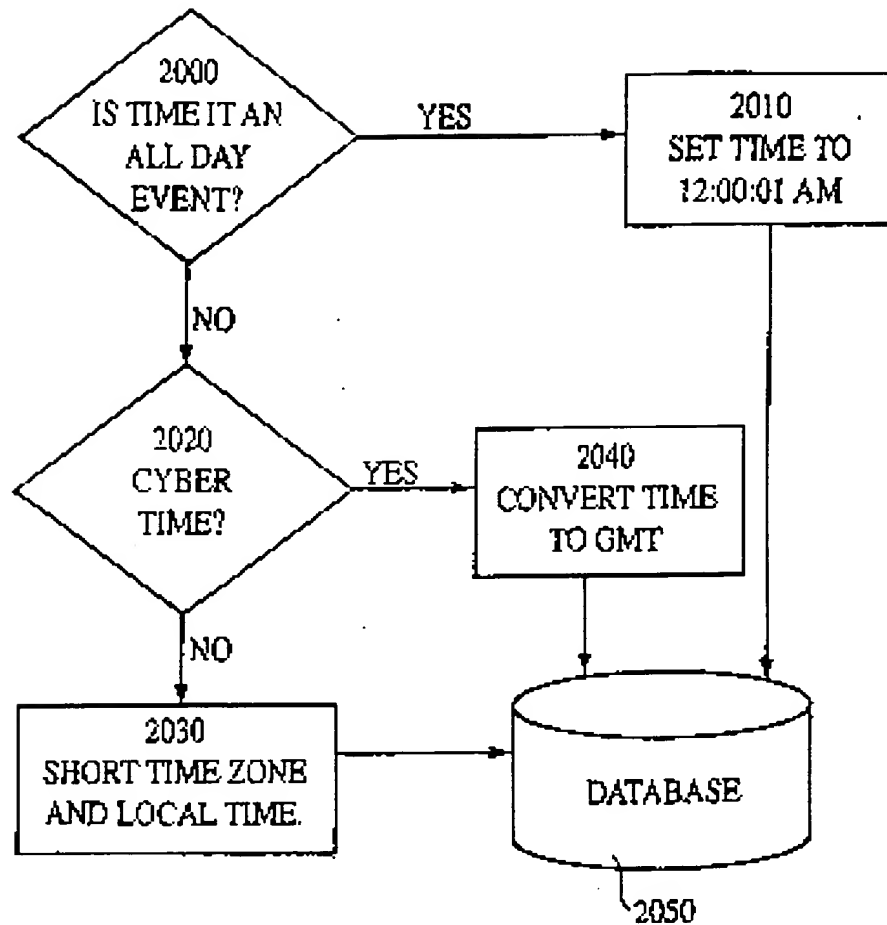 2000
IS TIME IT AN
ALL DAY
EVENT?
YES
2010
SET TIME TO
12:00:01 AM
NO
2020
CYBER
TIME?
YES
2040
CONVERT TIME
TO GMT
NO
2030
SHORT TIME ZONE
AND LOCAL TIME.
DATABASE
2050